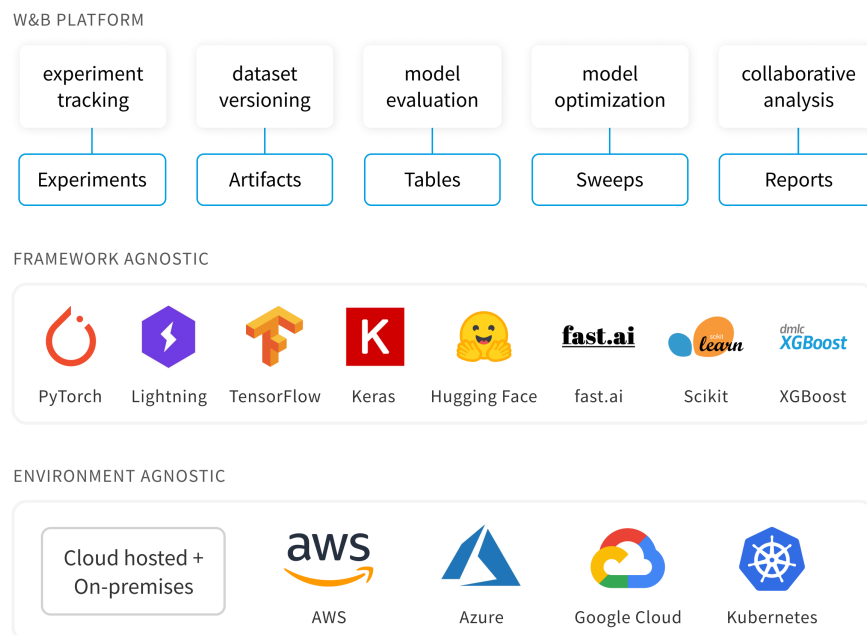 W&B PLATFORM
experiment
tracking
dataset
versioning
model
evaluation
model
optimization
collaborative
analysis
Experiments
Artifacts
Tables
Sweeps
Reports
FRAMEWORK AGNOSTIC
K
fast.ai
scikit
learn
dmlc
XGBoost
PyTorch
Lightning
TensorFlow
Keras
Hugging Face
fast.ai
Scikit
XGBoost
ENVIRONMENT AGNOSTIC
Cloud hosted +
On-premises
aws
AWS
Azure
Google Cloud
Kubernetes